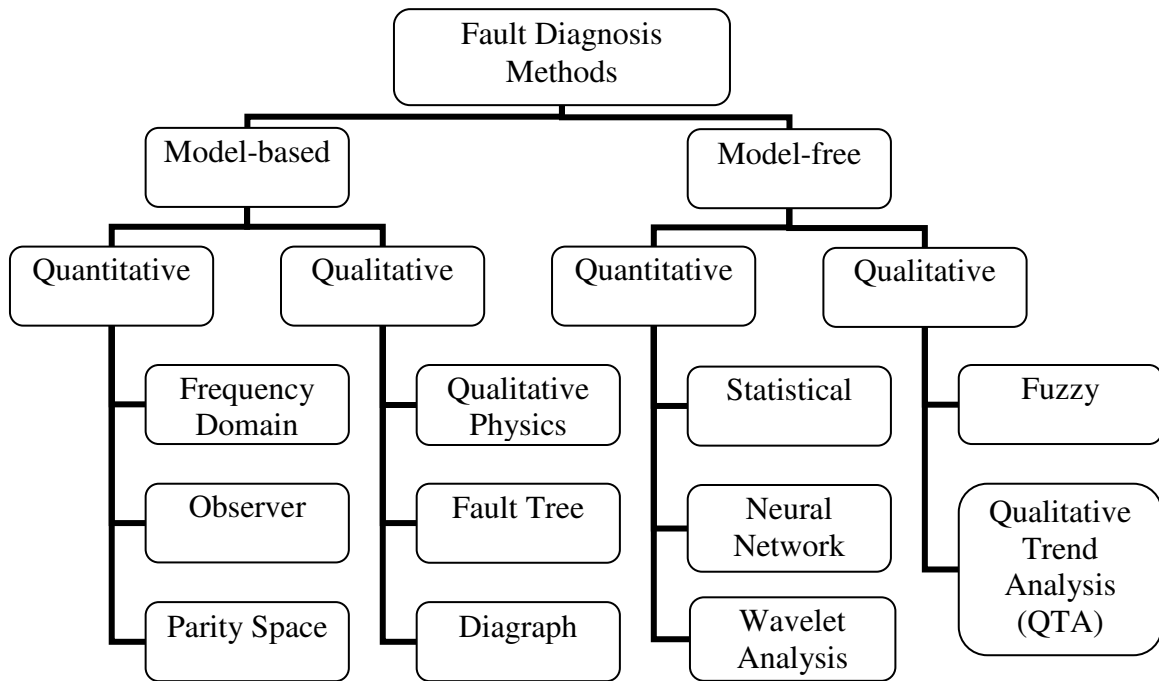 Fault Diagnosis
Methods
Model-based
Model-free
Quantitative
Qualitative
Quantitative
Qualitative
Frequency
Domain
Observer
Parity Space
Qualitative
Physics
Fault Tree
Diagraph
Statistical
Neural
Network
Wavelet
Analysis
Fuzzy
Qualitative
Trend
Analysis
(QTA)